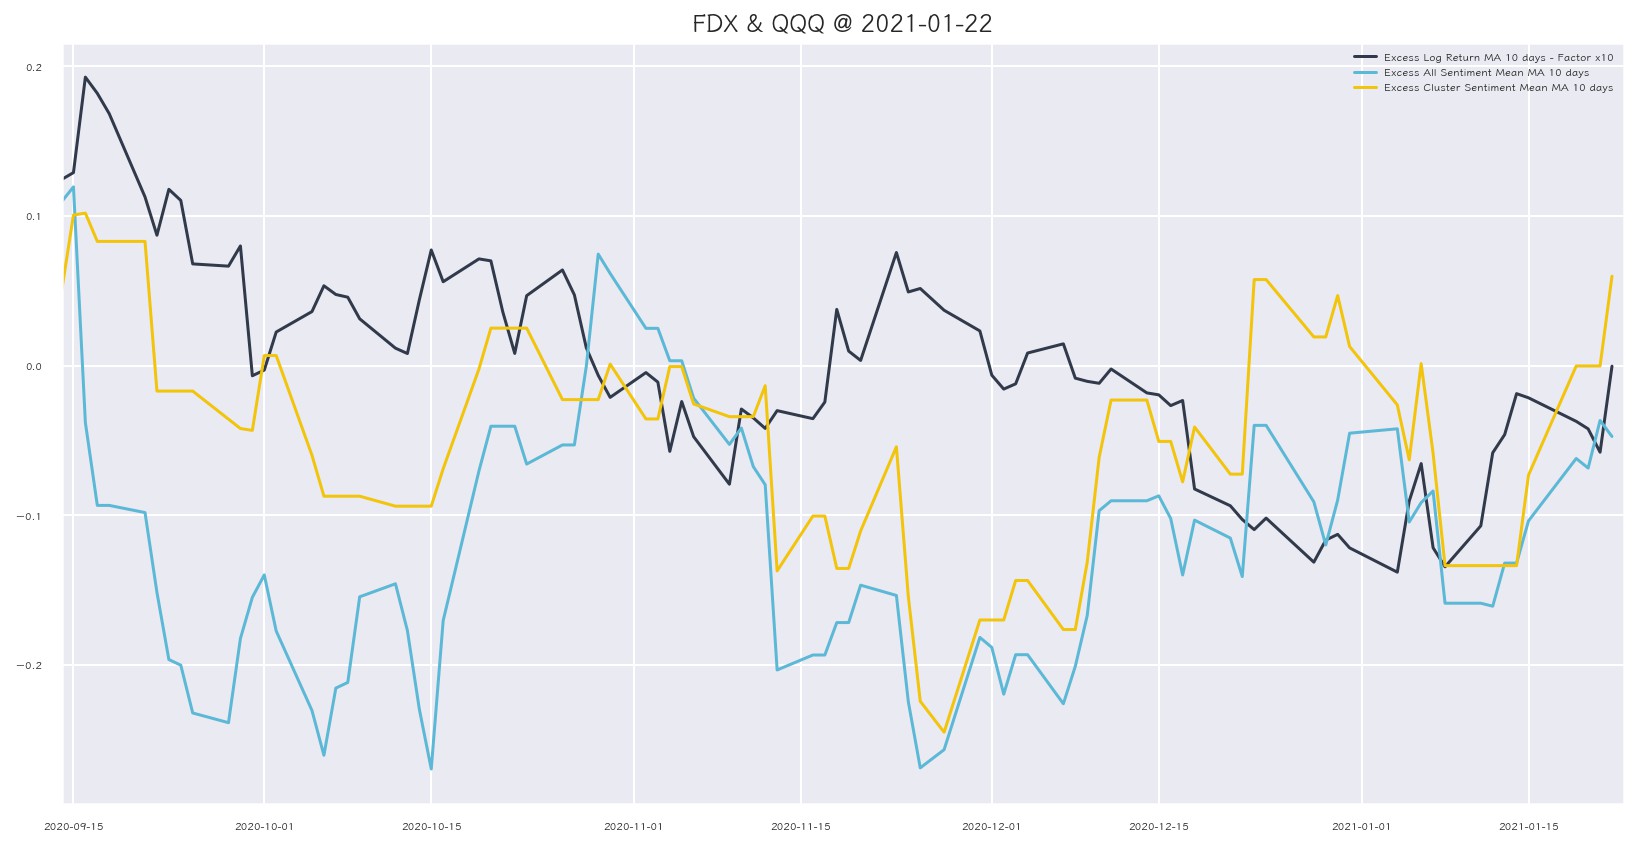 FDX & QQQ @ 2021-01-22
Excess Log Return MA 10 days - Factor x10
Excess All Sentiment Mean MA 10 days
Excess Cluster Sentiment Mean MA 10 days
0.2
0.1
0.0
−0.1
−0.2
2020-09-15 2020-10-01 2020-10-15 2020-11-01 2020-11-15 2020-12-01 2020-12-15 2021-01-01 2021-01-15